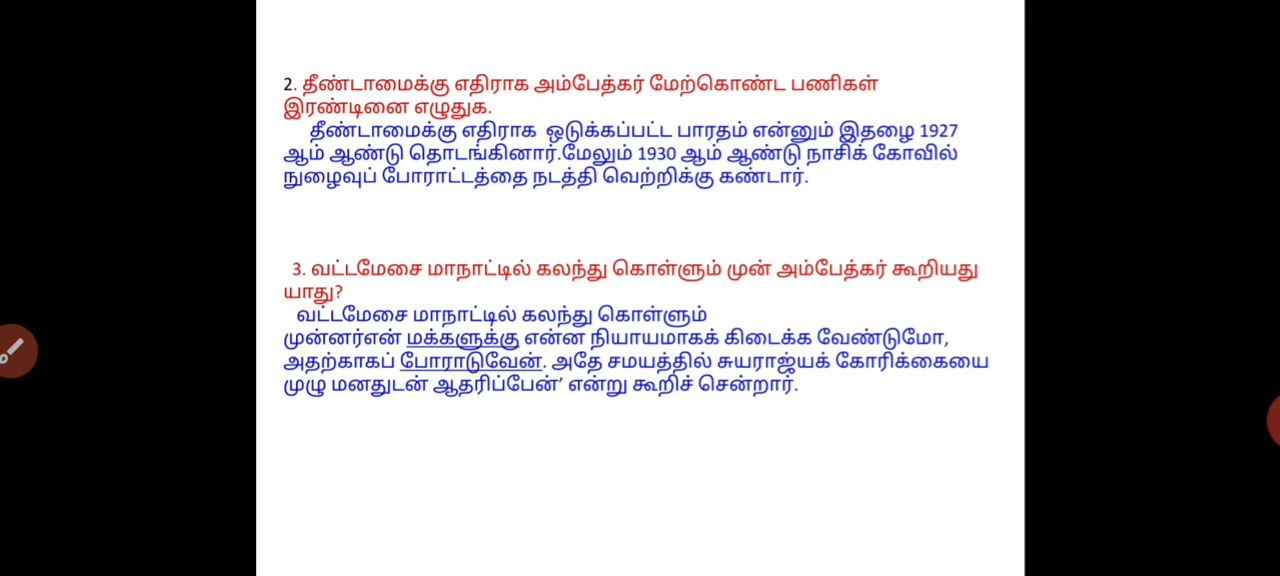 2. தீண்டாமைக்கு எதிராக அம்பேத்கர் மேற்கொண்ட பணிகள்
இரண்டினை எழுதுக.
தீண்டாமைக்கு எதிராக ஒடுக்கப்பட்ட பாரதம் என்னும் இதழை 1927
ஆம் ஆண்டு தொடங்கினார்.மேலும் 1930 ஆம் ஆண்டு நாசிக் கோவில்
நுழைவுப் போராட்டத்தை நடத்தி வெற்றிக்கு கண்டார்.
3. வட்டமேசை மாநாட்டில் கலந்து கொள்ளும் முன் அம்பேத்கர் கூறியது
யாது?
வட்டமேசை மாநாட்டில் கலந்து கொள்ளும்
முன்னர்என் மக்களுக்கு என்ன நியாயமாகக் கிடைக்க வேண்டுமோ,
அதற்காகப் போராடுவேன். அதே சமயத்தில் சுயராஜ்யக் கோரிக்கையை
முழு மனதுடன் ஆதரிப்பேன்’ என்று கூறிச் சென்றார்.